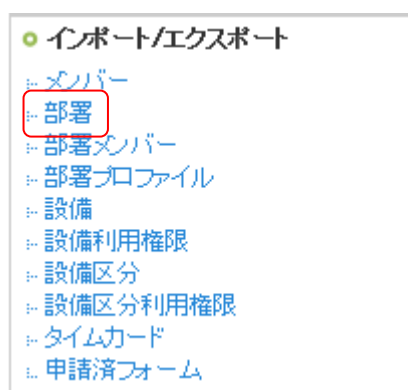 インポート/エクスポート
メンバー
部署
部署メンバー
部署プロファイル
設備
設備利用権限
設備区分
設備区分利用権限
タイムカード
申請済フォーム